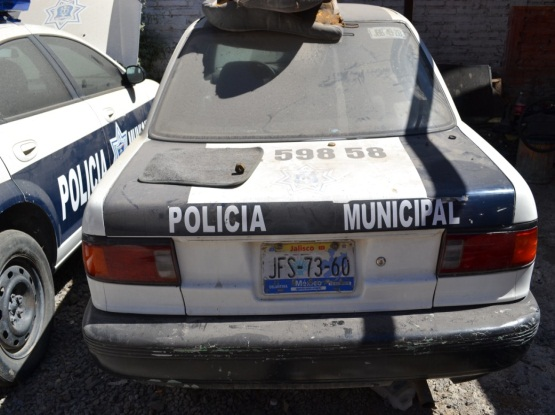 598 58
POLICIA MUNICIPAL
Jalisco
JFS-73-60
México
POLICIA